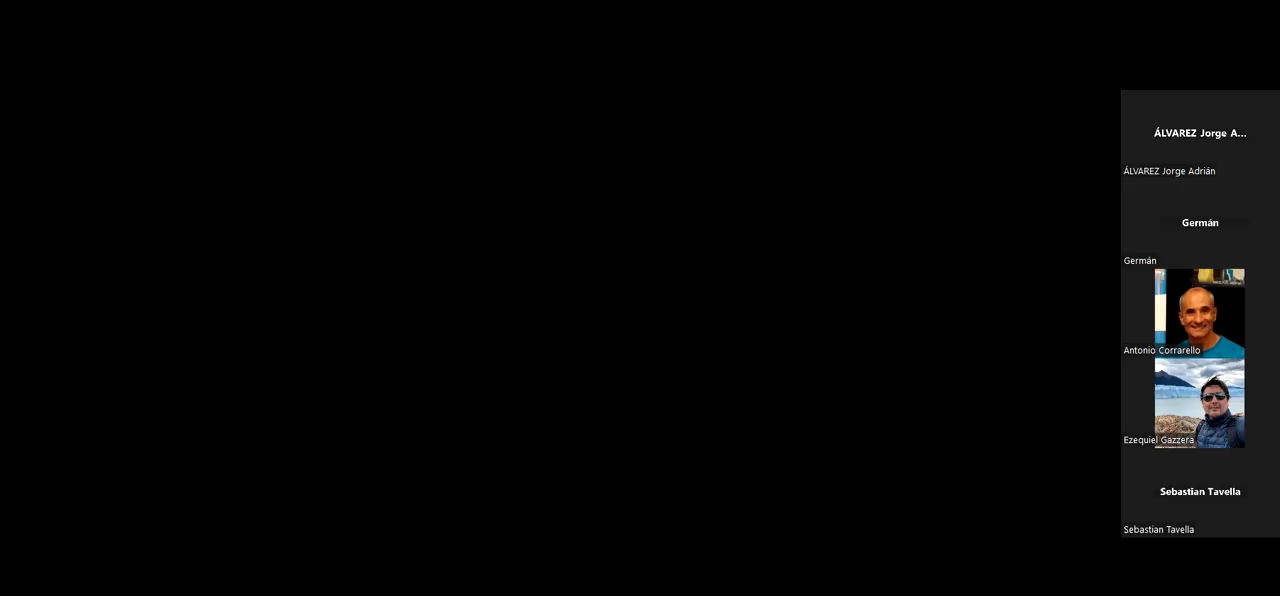 ÁLVAREZ Jorge A...
ÁLVAREZ Jorge Adrián
Germán
Germán
Antonio Corrarello
Ezequiel Gazzera
Sebastian Tavella
Sebastian Tavella